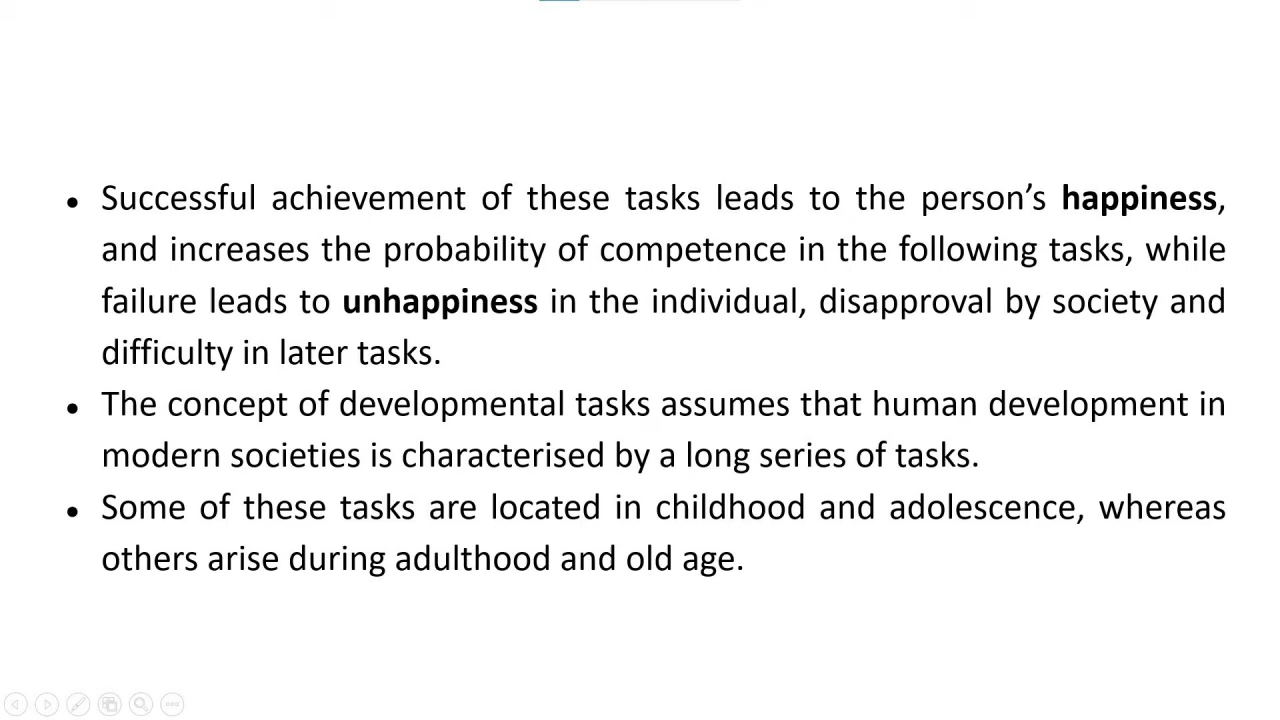 • Successful achievement of these tasks leads to the person’s happiness,
and increases the probability of competence in the following tasks, while
failure leads to unhappiness in the individual, disapproval by society and
difficulty in later tasks.
• The concept of developmental tasks assumes that human development in
modern societies is characterised by a long series of tasks.
• Some of these tasks are located in childhood and adolescence, whereas
others arise during adulthood and old age.